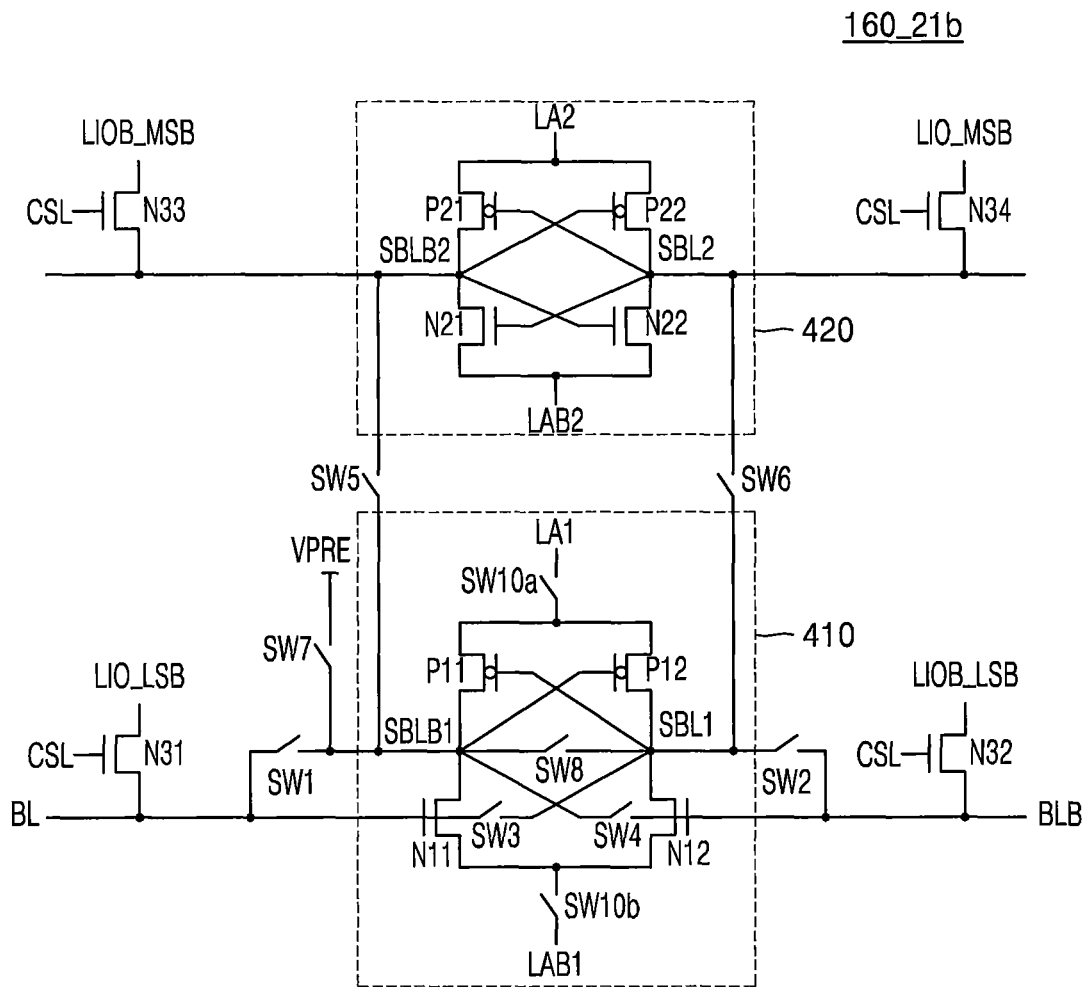 160_21b
LA2
LIOB_MSB
LIO_MSB
CSL
N33
P21
P22
CSL
N34
SBLB2
SBL2
N21
N22
420
LAB2
SW5
SW6
LA1
VPRE
SW10a
410
SW7
LIO_LSB
P11
P12
LIOB_LSB
SBLB1
SBL1
CSL
N31
SW1
SW8
SW2
CSL
N32
BL
SW3
SW4
BLB
N11
N12
SW10b
LAB1